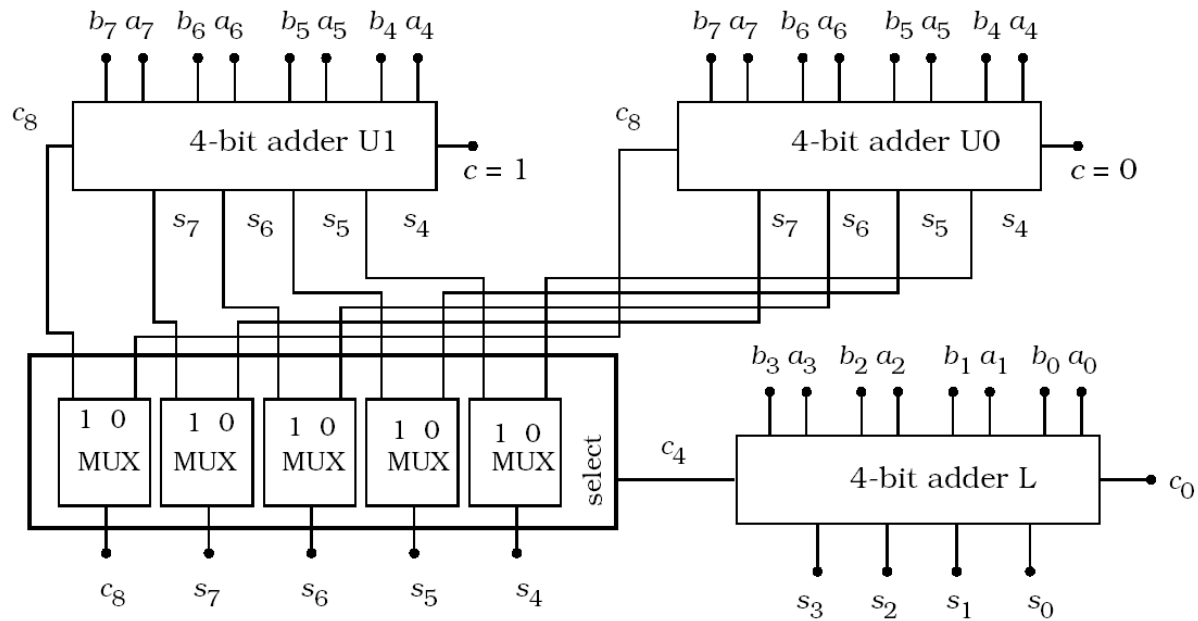 b₇ a₇ b₆ a₆ b₅ a₅ b₄ a₄ b₇ a₇ b₆ a₆ b₅ a₅ b₄ a₄
c₈ 4-bit adder U1 c = 1 c₈ 4-bit adder U0 c = 0
s₇ s₆ s₅ s₄ s₇ s₆ s₅ s₄
b₃ a₃ b₂ a₂ b₁ a₁ b₀ a₀
1 0 1 0 1 0 1 0 1 0
MUX MUX MUX MUX MUX select c₄ 4-bit adder L c₀
c₈ s₇ s₆ s₅ s₄ s₃ s₂ s₁ s₀